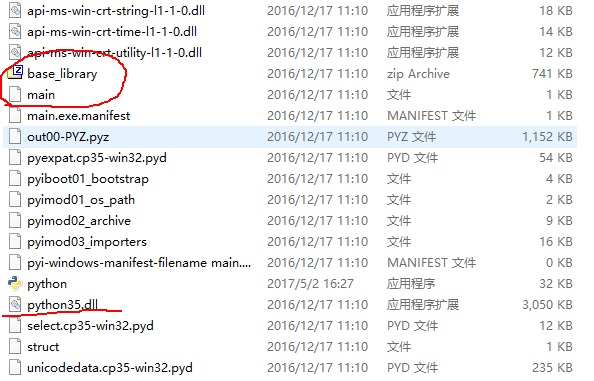 api-ms-win-crt-string-l1-1-0.dll 2016/12/17 11:10 应用程序扩展 18 KB
api-ms-win-crt-time-l1-1-0.dll 2016/12/17 11:10 应用程序扩展 14 KB
api-ms-win-crt-utility-l1-1-0.dll 2016/12/17 11:10 应用程序扩展 12 KB
base_library 2016/12/17 11:10 zip Archive 741 KB
main 2016/12/17 11:10 文件 1 KB
main.exe.manifest 2016/12/17 11:10 MANIFEST 文件 1 KB
out00-PYZ.pyz 2016/12/17 11:10 PYZ 文件 1,152 KB
pyexpat.cp35-win32.pyd 2016/12/17 11:10 PYD 文件 54 KB
pyiboot01_bootstrap 2016/12/17 11:10 文件 4 KB
pyimod01_os_path 2016/12/17 11:10 文件 2 KB
pyimod02_archive 2016/12/17 11:10 文件 9 KB
pyimod03_importers 2016/12/17 11:10 文件 16 KB
pyi-windows-manifest-filename main.... 2016/12/17 11:10 MANIFEST 文件 0 KB
python 2017/5/2 16:27 应用程序 32 KB
python35.dll 2016/12/17 11:10 应用程序扩展 3,050 KB
select.cp35-win32.pyd 2016/12/17 11:10 PYD 文件 12 KB
struct 2016/12/17 11:10 文件 1 KB
unicodedata.cp35-win32.pyd 2016/12/17 11:10 PYD 文件 235 KB